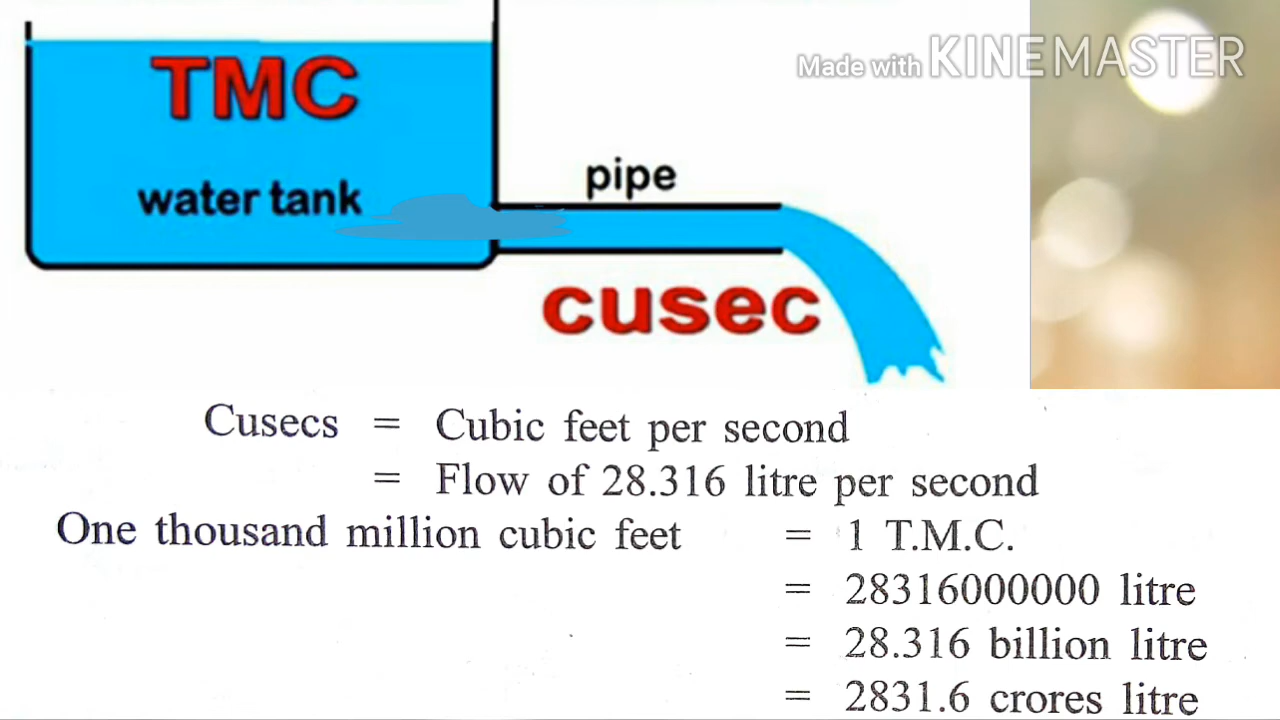 TMC
Made with KINEMASTER
water tank
pipe
cusec
Cusecs = Cubic feet per second
= Flow of 28.316 litre per second
One thousand million cubic feet = 1 T.M.C.
= 28316000000 litre
= 28.316 billion litre
= 2831.6 crores litre